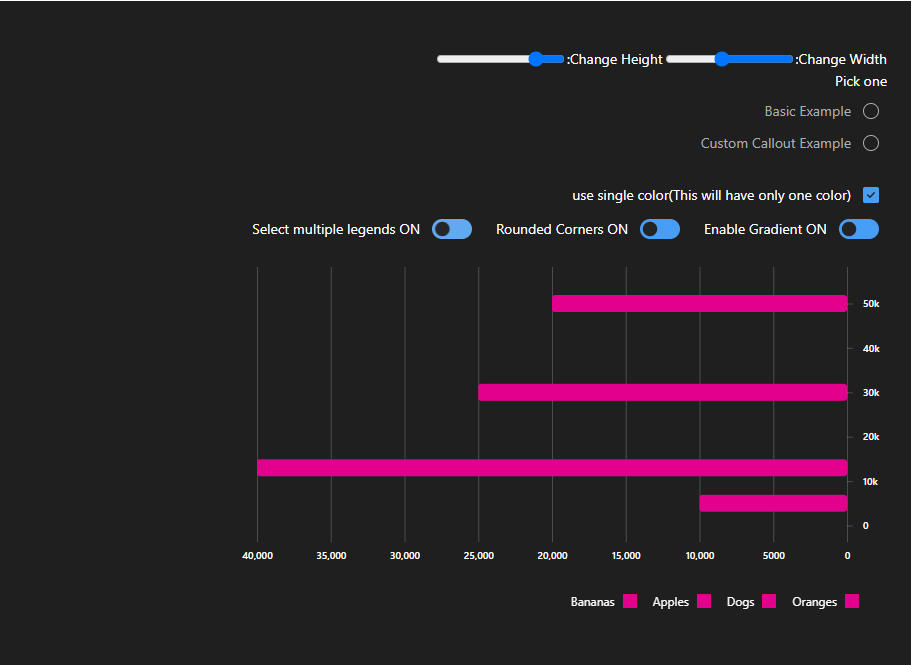 :Change Height :Change Width
Pick one
Basic Example
Custom Callout Example
use single color(This will have only one color)
Select multiple legends ON Rounded Corners ON Enable Gradient ON
50k
40k
30k
20k
10k
0
40,000 35,000 30,000 25,000 20,000 15,000 10,000 5000 0
Bananas Apples Dogs Oranges